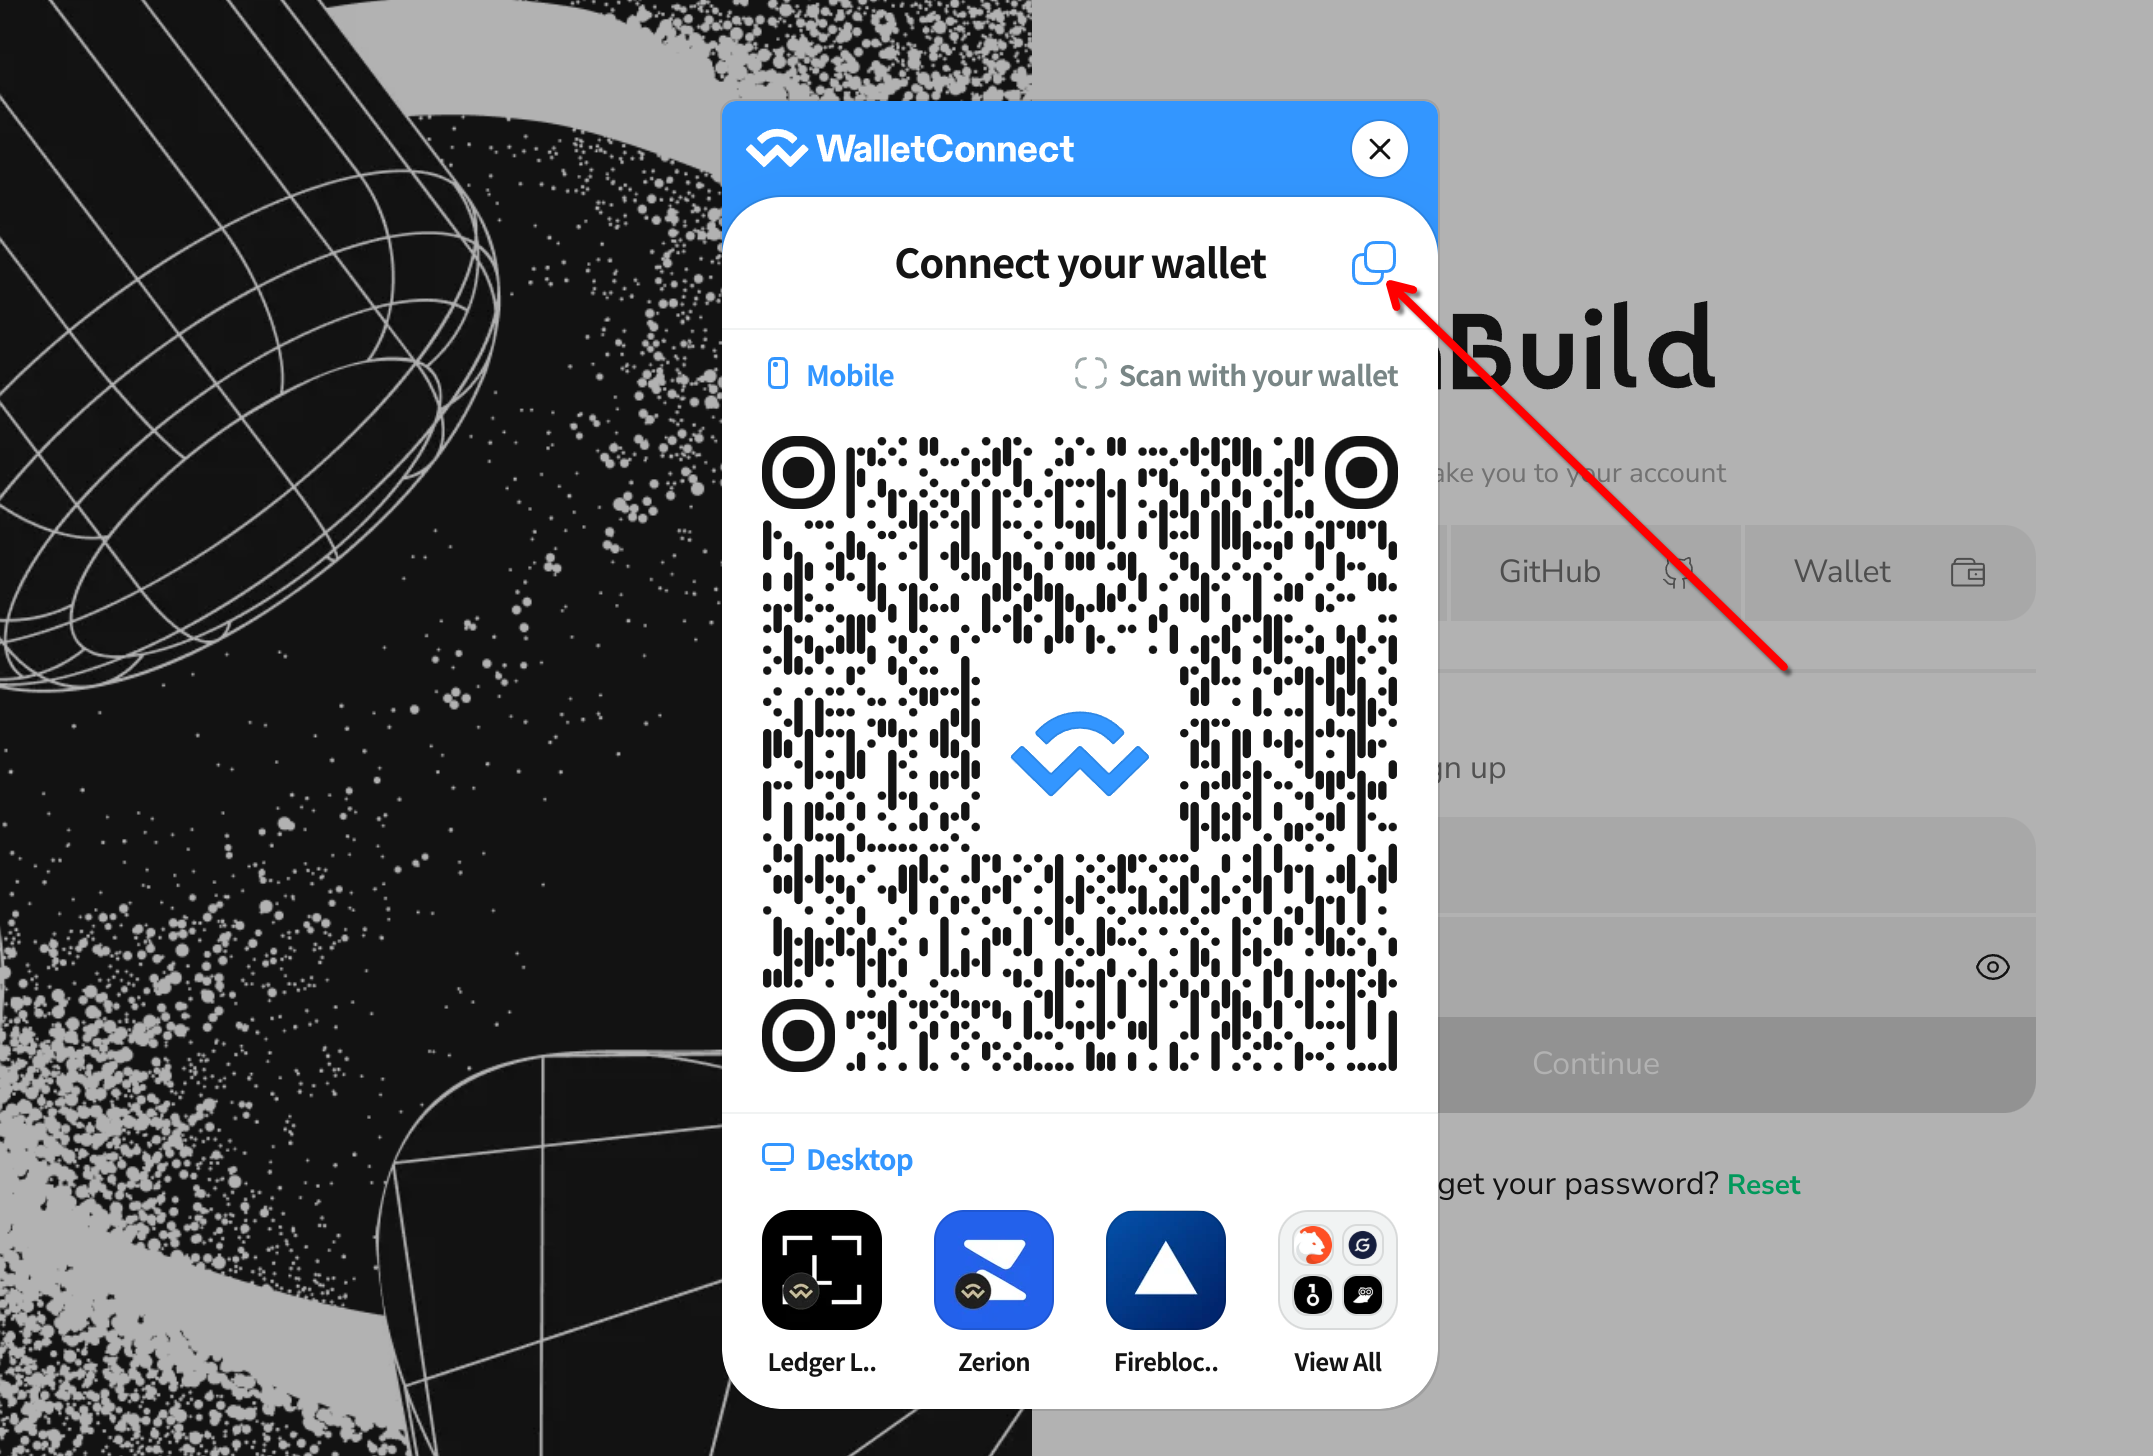 WalletConnect
Connect your wallet
Mobile
Scan with your wallet
Build
ake you to your account
GitHub
Wallet
gn up
Continue
Desktop
get your password? Reset
Ledger L..
Zerion
Firebloc..
View All